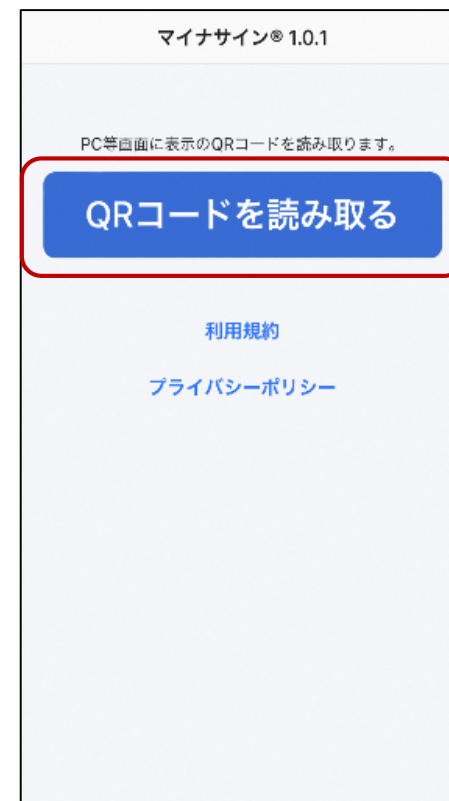 マイナサイン® 1.0.1
PC等画面に表示のQRコードを読み取ります。
QRコードを読み取る
利用規約
プライバシーポリシー